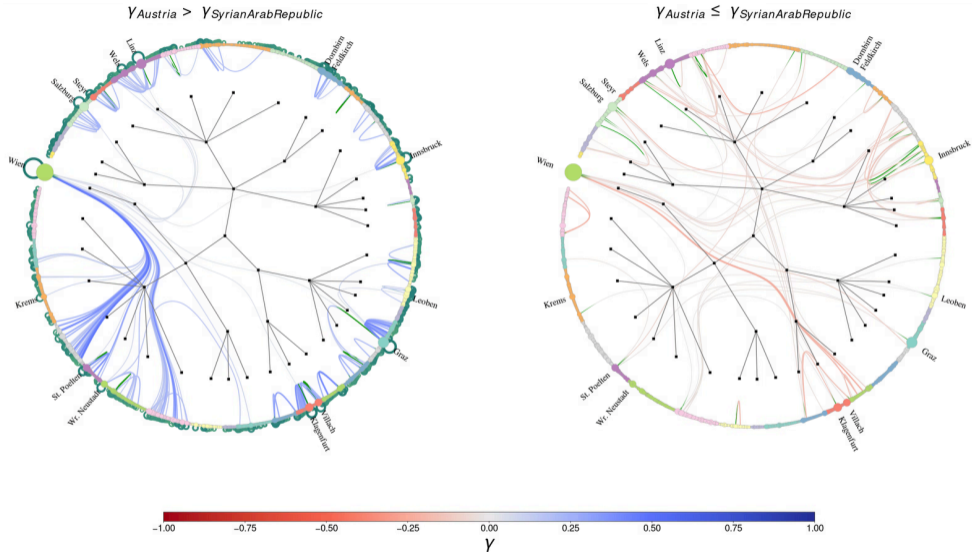 γAustria > γSyrianArabRepublic
γAustria ≤ γSyrianArabRepublic
Linz
Wels
Steyr
Salzburg
Wien
Krems
St. Poelten
Wr. Neustadt
Villach
Klagenfurt
Graz
Leoben
Innsbruck
Dornbirn
Feldkirch
Linz
Wels
Steyr
Salzburg
Wien
Krems
St. Poelten
Wr. Neustadt
Villach
Klagenfurt
Graz
Leoben
Innsbruck
Dornbirn
Feldkirch
−1.00 −0.75 −0.50 −0.25 0.00 0.25 0.50 0.75 1.00
γ